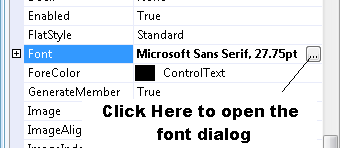 Enabled True
FlatStyle Standard
Font Microsoft Sans Serif, 27.75pt ...
ForeColor ControlText
GenerateMember True
Image
Click Here to open the
ImageAlig
font dialog